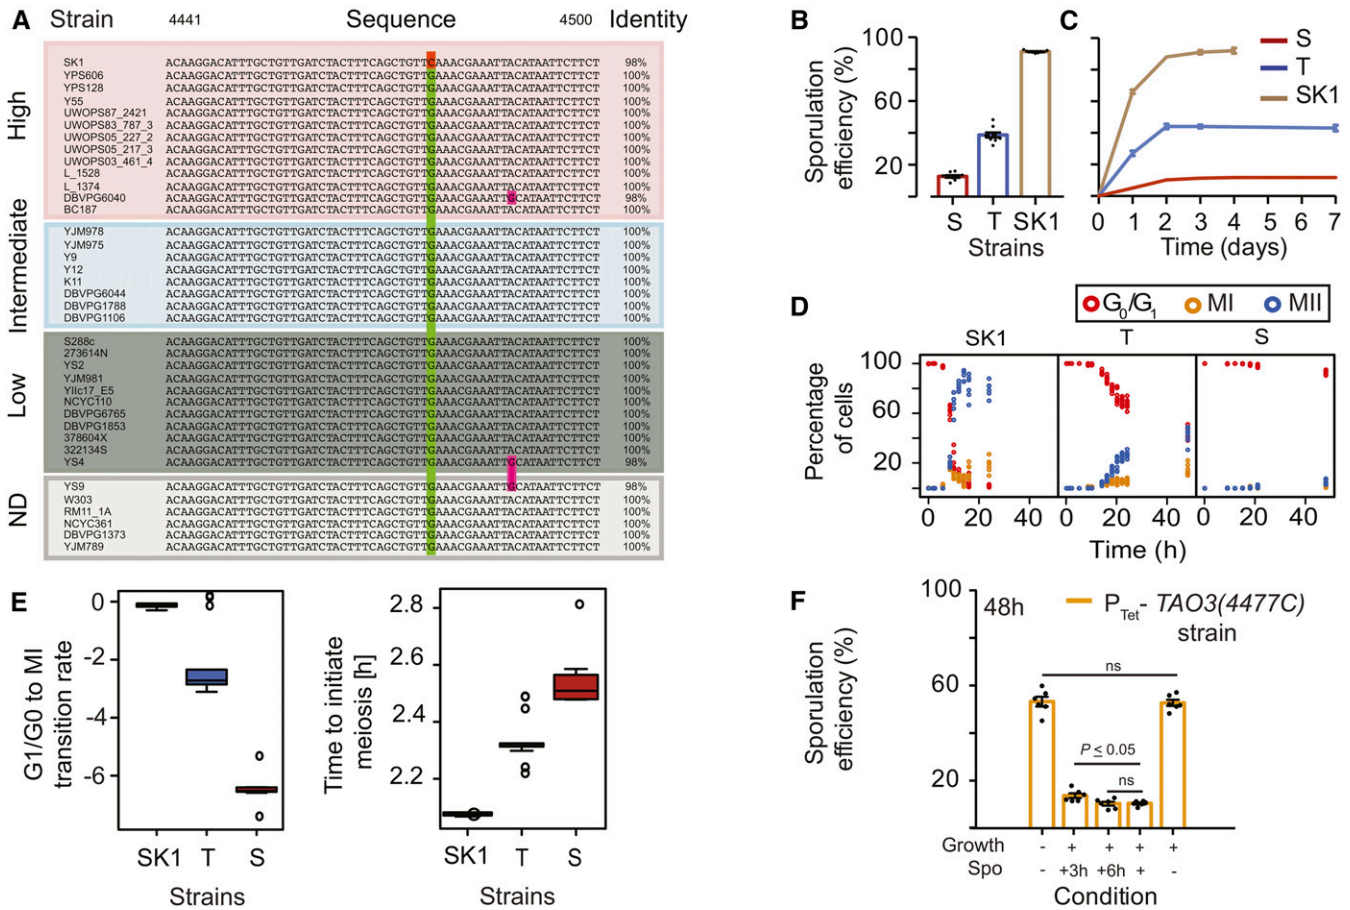 A Strain 4441 Sequence 4500 Identity
High
SK1 ACAAGGACATTTGCTGTTGATCTACTTTCAGCTGTTCAAACGAAATTACATAATTCTTCT 98%
YPS606 ACAAGGACATTTGCTGTTGATCTACTTTCAGCTGTTGAAACGAAATTACATAATTCTTCT 100%
YPS128 ACAAGGACATTTGCTGTTGATCTACTTTCAGCTGTTGAAACGAAATTACATAATTCTTCT 100%
Y55 ACAAGGACATTTGCTGTTGATCTACTTTCAGCTGTTGAAACGAAATTACATAATTCTTCT 100%
UWOPS87_2421 ACAAGGACATTTGCTGTTGATCTACTTTCAGCTGTTGAAACGAAATTACATAATTCTTCT 100%
UWOPS83_787_3 ACAAGGACATTTGCTGTTGATCTACTTTCAGCTGTTGAAACGAAATTACATAATTCTTCT 100%
UWOPS05_227_2 ACAAGGACATTTGCTGTTGATCTACTTTCAGCTGTTGAAACGAAATTACATAATTCTTCT 100%
UWOPS05_217_3 ACAAGGACATTTGCTGTTGATCTACTTTCAGCTGTTGAAACGAAATTACATAATTCTTCT 100%
UWOPS03_461_4 ACAAGGACATTTGCTGTTGATCTACTTTCAGCTGTTGAAACGAAATTACATAATTCTTCT 100%
L_1528 ACAAGGACATTTGCTGTTGATCTACTTTCAGCTGTTGAAACGAAATTACATAATTCTTCT 100%
L_1374 ACAAGGACATTTGCTGTTGATCTACTTTCAGCTGTTGAAACGAAATTACATAATTCTTCT 100%
DBVPG6040 ACAAGGACATTTGCTGTTGATCTACTTTCAGCTGTTGAAACGAAATTGCATAATTCTTCT 98%
BC187 ACAAGGACATTTGCTGTTGATCTACTTTCAGCTGTTGAAACGAAATTACATAATTCTTCT 100%
Intermediate
YJM978 ACAAGGACATTTGCTGTTGATCTACTTTCAGCTGTTGAAACGAAATTACATAATTCTTCT 100%
YJM975 ACAAGGACATTTGCTGTTGATCTACTTTCAGCTGTTGAAACGAAATTACATAATTCTTCT 100%
Y9 ACAAGGACATTTGCTGTTGATCTACTTTCAGCTGTTGAAACGAAATTACATAATTCTTCT 100%
Y12 ACAAGGACATTTGCTGTTGATCTACTTTCAGCTGTTGAAACGAAATTACATAATTCTTCT 100%
K11 ACAAGGACATTTGCTGTTGATCTACTTTCAGCTGTTGAAACGAAATTACATAATTCTTCT 100%
DBVPG6044 ACAAGGACATTTGCTGTTGATCTACTTTCAGCTGTTGAAACGAAATTACATAATTCTTCT 100%
DBVPG1788 ACAAGGACATTTGCTGTTGATCTACTTTCAGCTGTTGAAACGAAATTACATAATTCTTCT 100%
DBVPG1106 ACAAGGACATTTGCTGTTGATCTACTTTCAGCTGTTGAAACGAAATTACATAATTCTTCT 100%
Low
S288c ACAAGGACATTTGCTGTTGATCTACTTTCAGCTGTTGAAACGAAATTACATAATTCTTCT 100%
273614N ACAAGGACATTTGCTGTTGATCTACTTTCAGCTGTTGAAACGAAATTACATAATTCTTCT 100%
YS2 ACAAGGACATTTGCTGTTGATCTACTTTCAGCTGTTGAAACGAAATTACATAATTCTTCT 100%
YJM981 ACAAGGACATTTGCTGTTGATCTACTTTCAGCTGTTGAAACGAAATTACATAATTCTTCT 100%
YIIc17_E5 ACAAGGACATTTGCTGTTGATCTACTTTCAGCTGTTGAAACGAAATTACATAATTCTTCT 100%
NCYC110 ACAAGGACATTTGCTGTTGATCTACTTTCAGCTGTTGAAACGAAATTACATAATTCTTCT 100%
DBVPG6765 ACAAGGACATTTGCTGTTGATCTACTTTCAGCTGTTGAAACGAAATTACATAATTCTTCT 100%
DBVPG1853 ACAAGGACATTTGCTGTTGATCTACTTTCAGCTGTTGAAACGAAATTACATAATTCTTCT 100%
378604X ACAAGGACATTTGCTGTTGATCTACTTTCAGCTGTTGAAACGAAATTACATAATTCTTCT 100%
322134S ACAAGGACATTTGCTGTTGATCTACTTTCAGCTGTTGAAACGAAATTACATAATTCTTCT 100%
YS4 ACAAGGACATTTGCTGTTGATCTACTTTCAGCTGTTGAAACGAAATTGCATAATTCTTCT 98%
ND
YS9 ACAAGGACATTTGCTGTTGATCTACTTTCAGCTGTTGAAACGAAATTGCATAATTCTTCT 98%
W303 ACAAGGACATTTGCTGTTGATCTACTTTCAGCTGTTGAAACGAAATTACATAATTCTTCT 100%
RM11_1A ACAAGGACATTTGCTGTTGATCTACTTTCAGCTGTTGAAACGAAATTACATAATTCTTCT 100%
NCYC361 ACAAGGACATTTGCTGTTGATCTACTTTCAGCTGTTGAAACGAAATTACATAATTCTTCT 100%
DBVPG1373 ACAAGGACATTTGCTGTTGATCTACTTTCAGCTGTTGAAACGAAATTACATAATTCTTCT 100%
YJM789 ACAAGGACATTTGCTGTTGATCTACTTTCAGCTGTTGAAACGAAATTACATAATTCTTCT 100%
B
Sporulation
efficiency (%)
100
60
20
S T SK1
Strains
C
S
T
SK1
0 1 2 3 4 5 6 7
Time (days)
D
G0/G1 MI MII
SK1 T S
Percentage
of cells
100
60
20
0 20 40 0 20 40 0 20 40
Time (h)
E
G1/G0 to MI
transition rate
0
-2
-4
-6
SK1 T S
Strains
Time to initiate
meiosis [h]
2.8
2.6
2.4
2.2
SK1 T S
Strains
F
Sporulation
efficiency (%)
100
60
20
48h PTet- TAO3(4477C)
strain
ns
P ≤ 0.05
ns
Growth - + + + +
Spo - +3h +6h + -
Condition